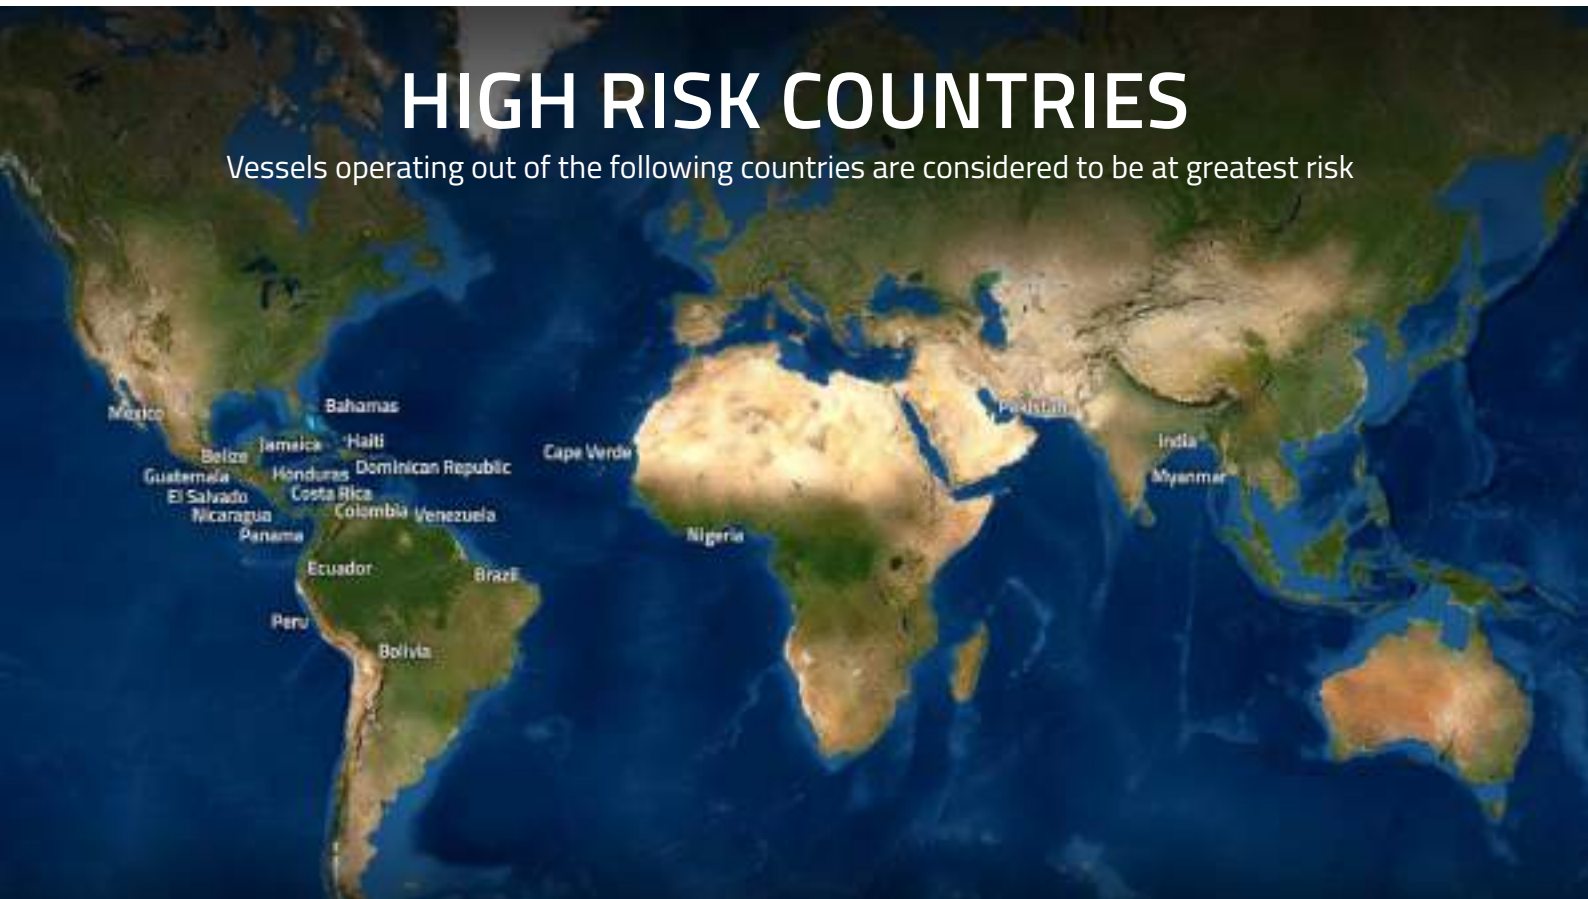 HIGH RISK COUNTRIES
Vessels operating out of the following countries are considered to be at greatest risk
Mexico
Bahamas
Jamaica
Haiti
Belize
Guatemala
Honduras
Dominican Republic
El Salvado
Costa Rica
Nicaragua
Colombia
Venezuela
Panama
Ecuador
Brazil
Peru
Bolivia
Cape Verde
Nigeria
Pakistan
India
Myanmar